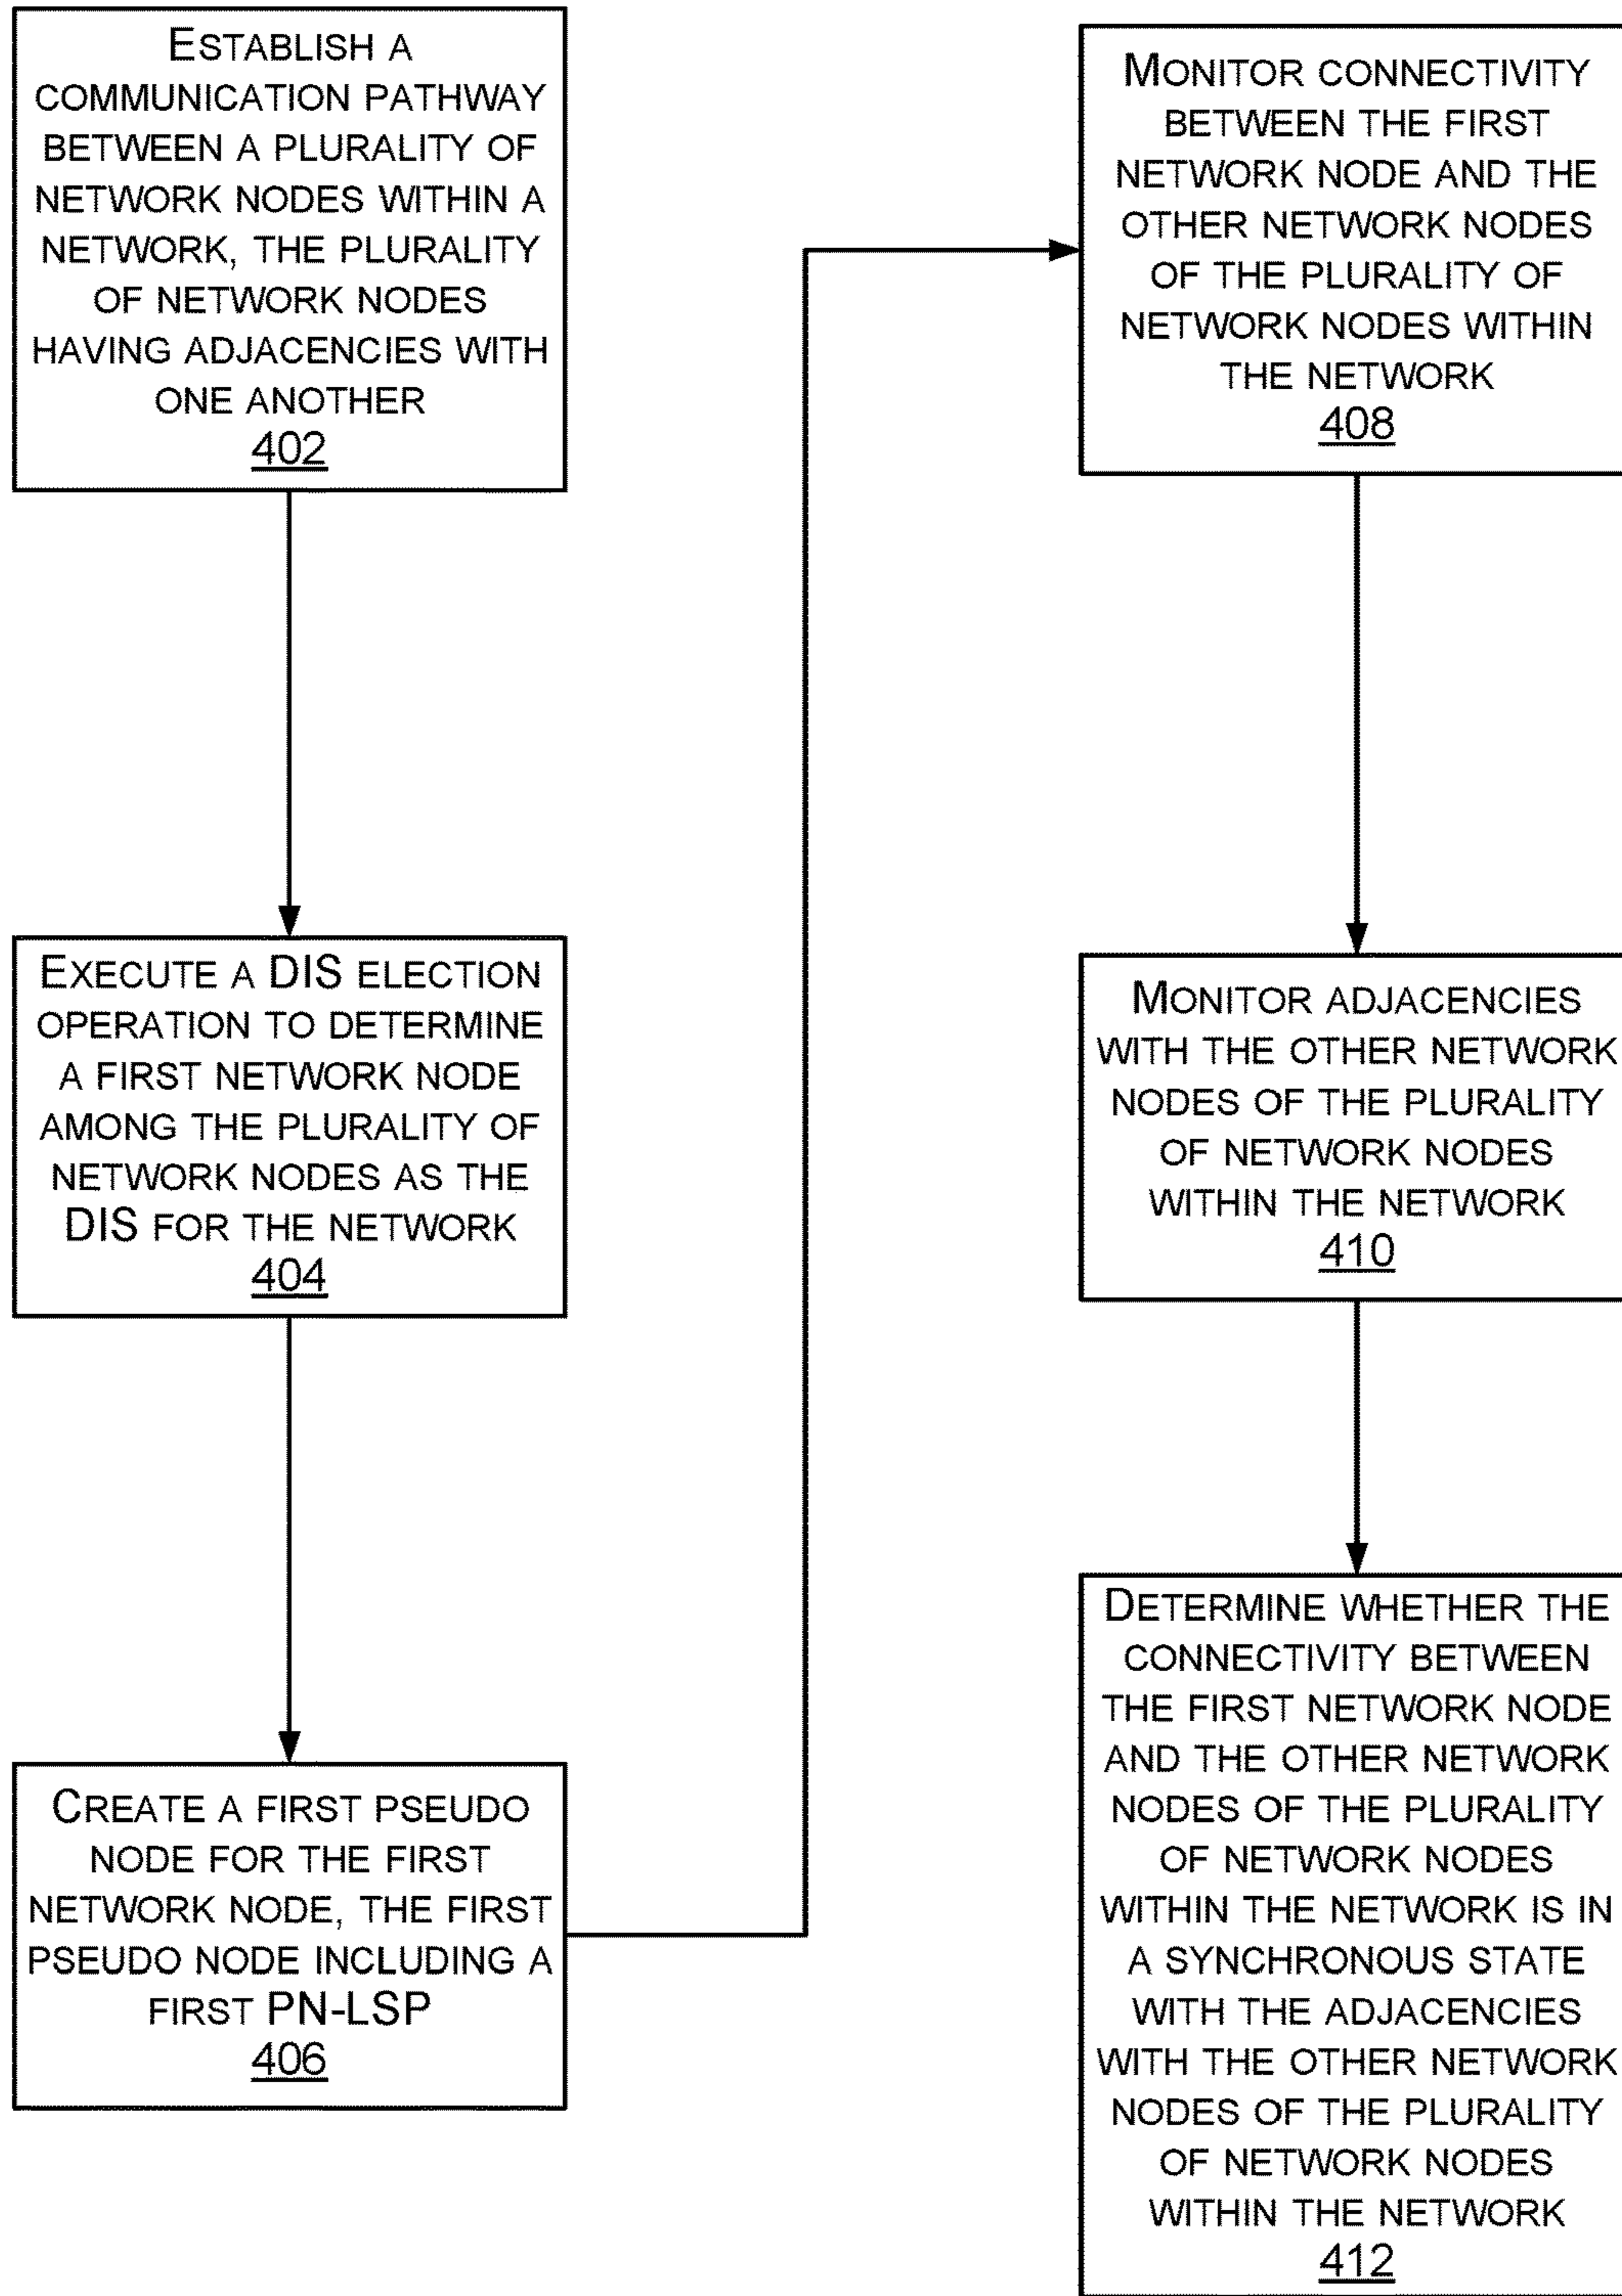 ESTABLISH A
COMMUNICATION PATHWAY
BETWEEN A PLURALITY OF
NETWORK NODES WITHIN A
NETWORK, THE PLURALITY
OF NETWORK NODES
HAVING ADJACENCIES WITH
ONE ANOTHER
402
EXECUTE A DIS ELECTION
OPERATION TO DETERMINE
A FIRST NETWORK NODE
AMONG THE PLURALITY OF
NETWORK NODES AS THE
DIS FOR THE NETWORK
404
CREATE A FIRST PSEUDO
NODE FOR THE FIRST
NETWORK NODE, THE FIRST
PSEUDO NODE INCLUDING A
FIRST PN-LSP
406
MONITOR CONNECTIVITY
BETWEEN THE FIRST
NETWORK NODE AND THE
OTHER NETWORK NODES
OF THE PLURALITY OF
NETWORK NODES WITHIN
THE NETWORK
408
MONITOR ADJACENCIES
WITH THE OTHER NETWORK
NODES OF THE PLURALITY
OF NETWORK NODES
WITHIN THE NETWORK
410
DETERMINE WHETHER THE
CONNECTIVITY BETWEEN
THE FIRST NETWORK NODE
AND THE OTHER NETWORK
NODES OF THE PLURALITY
OF NETWORK NODES
WITHIN THE NETWORK IS IN
A SYNCHRONOUS STATE
WITH THE ADJACENCIES
WITH THE OTHER NETWORK
NODES OF THE PLURALITY
OF NETWORK NODES
WITHIN THE NETWORK
412